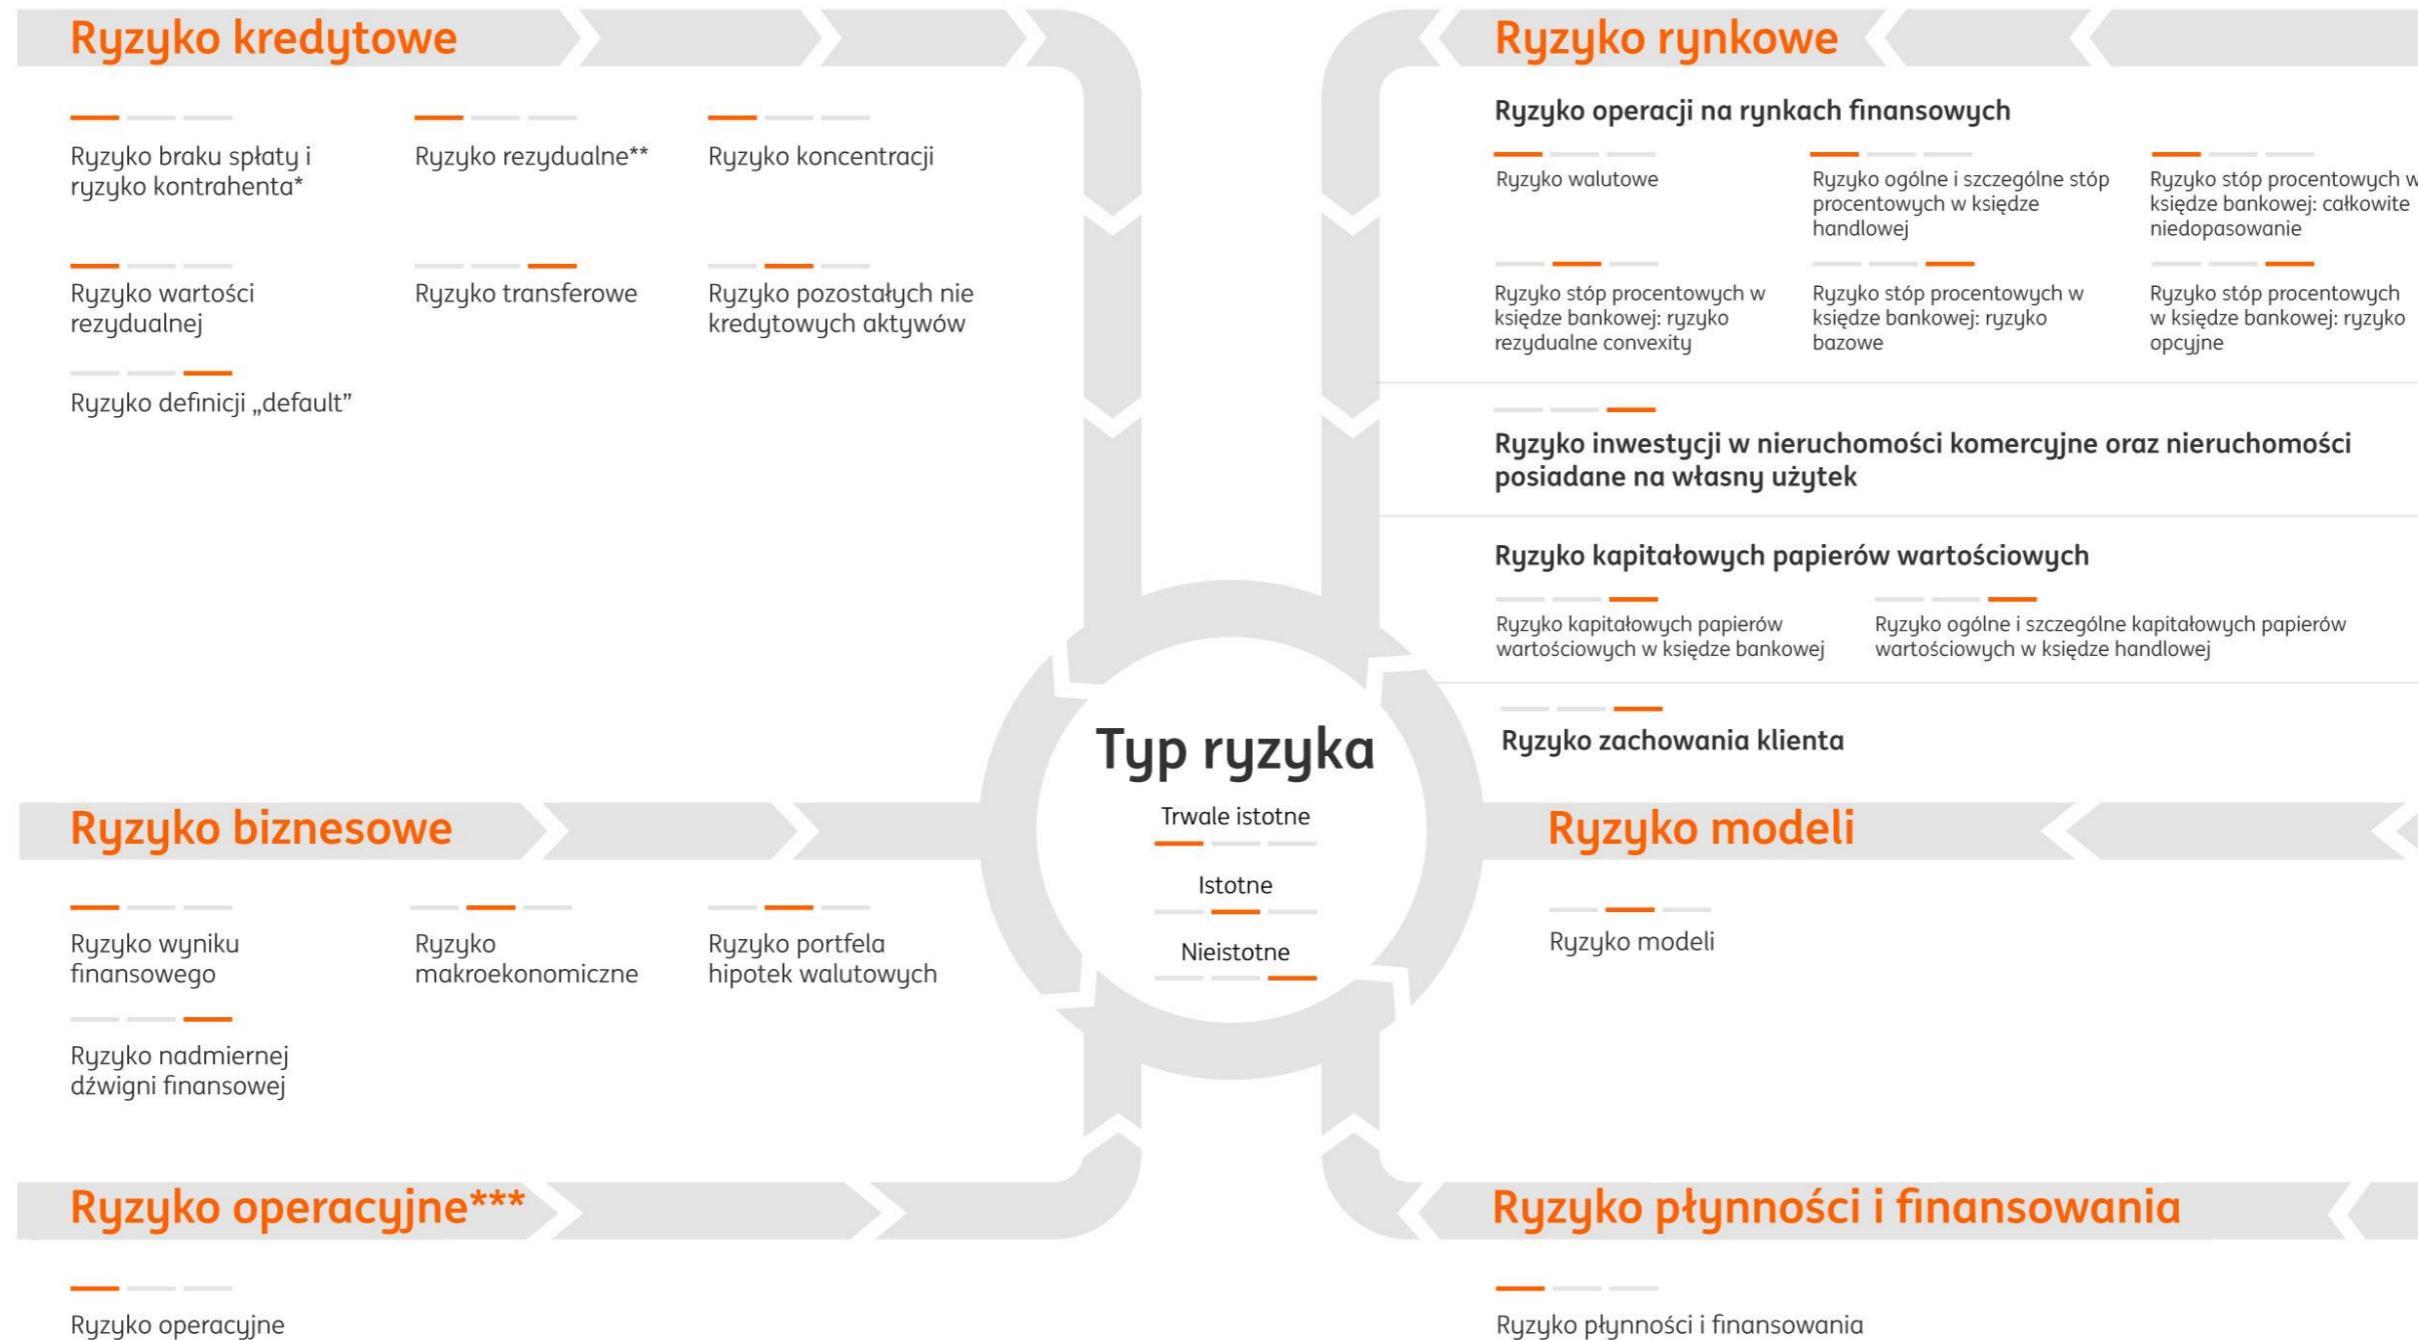 Ryzyko kredytowe
Ryzyko braku spłaty i
ryzyko kontrahenta*
Ryzyko rezydualne**
Ryzyko koncentracji
Ryzyko wartości
rezydualnej
Ryzyko transferowe
Ryzyko pozostałych nie
kredytowych aktywów
Ryzyko definicji „default”
Ryzyko rynkowe
Ryzyko operacji na rynkach finansowych
Ryzyko walutowe
Ryzyko ogólne i szczególne stóp
procentowych w księdze
handlowej
Ryzyko stóp procentowych w
księdze bankowej: całkowite
niedopasowanie
Ryzyko stóp procentowych w
księdze bankowej: ryzyko
rezydualne convexity
Ryzyko stóp procentowych w
księdze bankowej: ryzyko
bazowe
Ryzyko stóp procentowych
w księdze bankowej: ryzyko
opcyjne
Ryzyko inwestycji w nieruchomości komercyjne oraz nieruchomości
posiadane na własny użytek
Ryzyko kapitałowych papierów wartościowych
Ryzyko kapitałowych papierów
wartościowych w księdze bankowej
Ryzyko ogólne i szczególne kapitałowych papierów
wartościowych w księdze handlowej
Ryzyko zachowania klienta
Typ ryzyka
Trwale istotne
Istotne
Nieistotne
Ryzyko biznesowe
Ryzyko wyniku
finansowego
Ryzyko
makroekonomiczne
Ryzyko portfela
hipotek walutowych
Ryzyko nadmiernej
dźwigni finansowej
Ryzyko modeli
Ryzyko modeli
Ryzyko operacyjne***
Ryzyko operacyjne
Ryzyko płynności i finansowania
Ryzyko płynności i finansowania